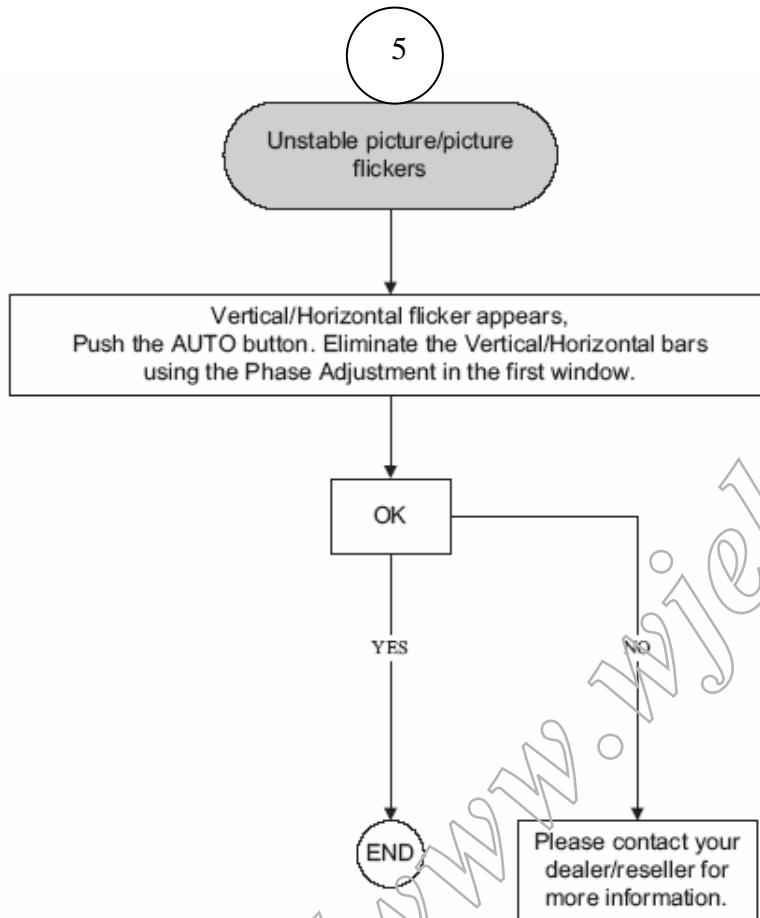 5
Unstable picture/picture
flickers
Vertical/Horizontal flicker appears,
Push the AUTO button. Eliminate the Vertical/Horizontal bars
using the Phase Adjustment in the first window.
OK
YES
NO
END
Please contact your
dealer/reseller for
more information.
www.wjel